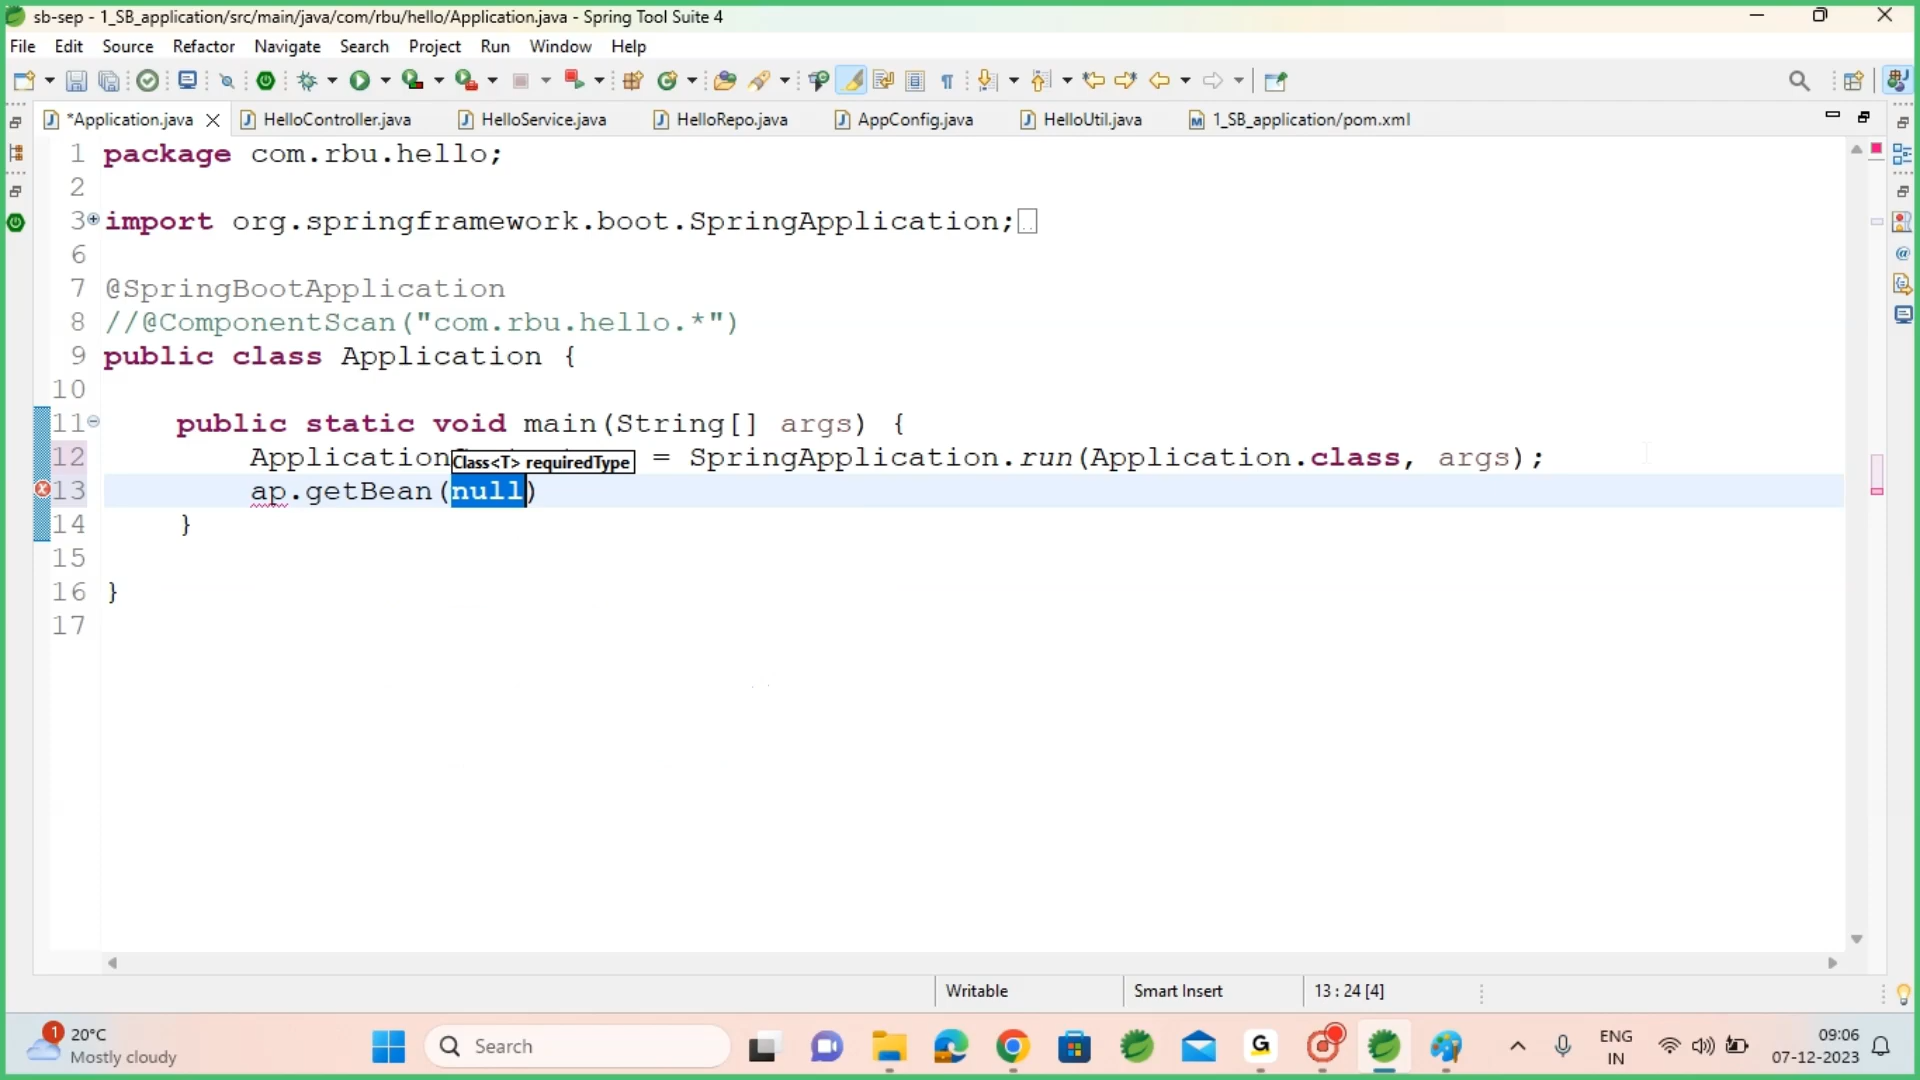 sb-sep - 1_SB_application/src/main/java/com/rbu/hello/Application.java - Spring Tool Suite 4
File Edit Source Refactor Navigate Search Project Run Window Help
*Application.java HelloController.java HelloService.java HelloRepo.java AppConfig.java HelloUtil.java 1_SB_application/pom.xml
1 package com.rbu.hello;
2
3 import org.springframework.boot.SpringApplication;
6
7 @SpringBootApplication
8 //@ComponentScan("com.rbu.hello.*")
9 public class Application {
10
11 public static void main(String[] args) {
12 Application = SpringApplication.run(Application.class, args);
Class<T> requiredType
13 ap.getBean(null)
14 }
15
16 }
17
Writable Smart Insert 13 : 24 [4]
1 20°C
Mostly cloudy
Search
ENG
IN
09:06
07-12-2023